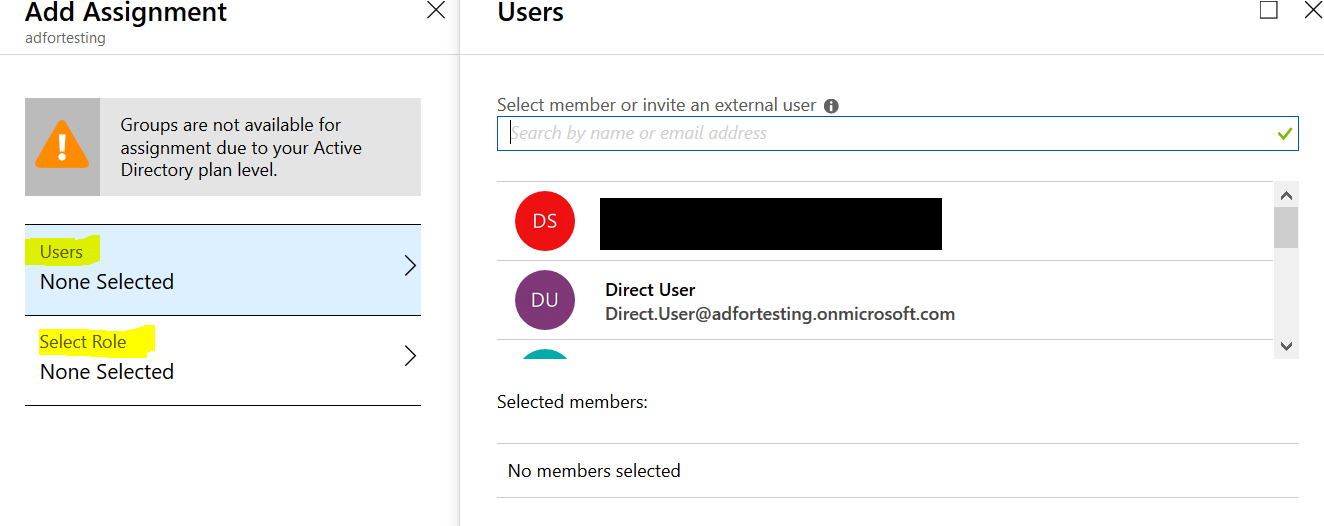 Add Assignment
adfortesting
Groups are not available for
assignment due to your Active
Directory plan level.
Users
None Selected
Select Role
None Selected
Users
Select member or invite an external user
Search by name or email address
DS
DU
Direct User
Direct.User@adfortesting.onmicrosoft.com
Selected members:
No members selected